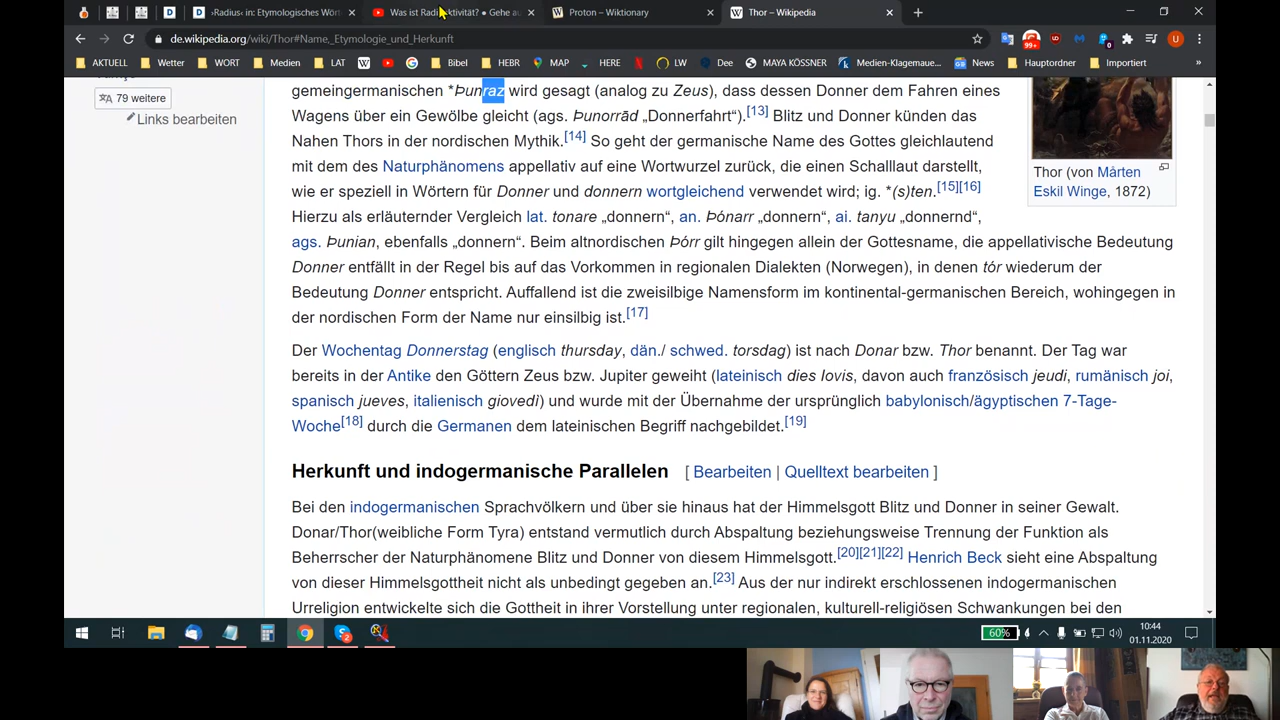 ›Radius‹ in: Etymologisches Wört
Was ist Radioaktivität? ● Gehe au
Proton – Wiktionary
Thor – Wikipedia
de.wikipedia.org/wiki/Thor#Name,_Etymologie_und_Herkunft
AKTUELL Wetter WORT Medien LAT Bibel HEBR MAP HERE LW Dee MAYA KÖSSNER Medien-Klagemaue... News Hauptordner Importiert
79 weitere
Links bearbeiten
gemeingermanischen *Þunraz wird gesagt (analog zu Zeus), dass dessen Donner dem Fahren eines
Wagens über ein Gewölbe gleicht (ags. Þunorrād „Donnerfahrt“).[13] Blitz und Donner künden das
Nahen Thors in der nordischen Mythik.[14] So geht der germanische Name des Gottes gleichlautend
mit dem des Naturphänomens appellativ auf eine Wortwurzel zurück, die einen Schalllaut darstellt,
wie er speziell in Wörtern für Donner und donnern wortgleichend verwendet wird; ig. *(s)ten.[15][16]
Hierzu als erläuternder Vergleich lat. tonare „donnern“, an. Þónarr „donnern“, ai. tanyu „donnernd“,
ags. Þunian, ebenfalls „donnern“. Beim altnordischen Þórr gilt hingegen allein der Gottesname, die appellativische Bedeutung
Donner entfällt in der Regel bis auf das Vorkommen in regionalen Dialekten (Norwegen), in denen tór wiederum der
Bedeutung Donner entspricht. Auffallend ist die zweisilbige Namensform im kontinental-germanischen Bereich, wohingegen in
der nordischen Form der Name nur einsilbig ist.[17]
Thor (von Mårten
Eskil Winge, 1872)
Der Wochentag Donnerstag (englisch thursday, dän./ schwed. torsdag) ist nach Donar bzw. Thor benannt. Der Tag war
bereits in der Antike den Göttern Zeus bzw. Jupiter geweiht (lateinisch dies Iovis, davon auch französisch jeudi, rumänisch joi,
spanisch jueves, italienisch giovedì) und wurde mit der Übernahme der ursprünglich babylonisch/ägyptischen 7-Tage-
Woche[18] durch die Germanen dem lateinischen Begriff nachgebildet.[19]
Herkunft und indogermanische Parallelen [ Bearbeiten | Quelltext bearbeiten ]
Bei den indogermanischen Sprachvölkern und über sie hinaus hat der Himmelsgott Blitz und Donner in seiner Gewalt.
Donar/Thor(weibliche Form Tyra) entstand vermutlich durch Abspaltung beziehungsweise Trennung der Funktion als
Beherrscher der Naturphänomene Blitz und Donner von diesem Himmelsgott.[20][21][22] Henrich Beck sieht eine Abspaltung
von dieser Himmelsgottheit nicht als unbedingt gegeben an.[23] Aus der nur indirekt erschlossenen indogermanischen
Urreligion entwickelte sich die Gottheit in ihrer Vorstellung unter regionalen, kulturell-religiösen Schwankungen bei den
60%
10:44
01.11.2020